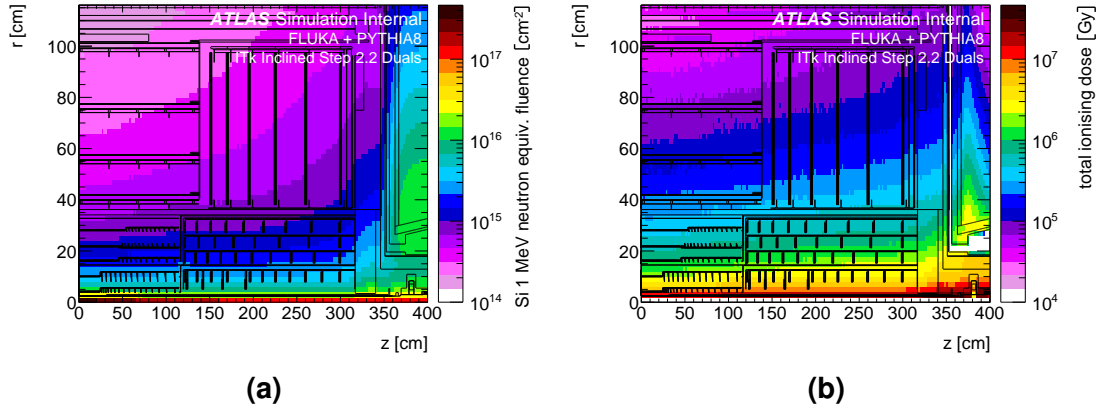 ATLAS Simulation Internal
FLUKA + PYTHIA8
ITk Inclined Step 2.2 Duals
r [cm]
100
80
60
40
20
0
0 50 100 150 200 250 300 350 400
z [cm]
10^17
10^16
10^15
10^14
Si 1 MeV neutron equiv. fluence [cm^-2]
(a)
ATLAS Simulation Internal
FLUKA + PYTHIA8
ITk Inclined Step 2.2 Duals
r [cm]
100
80
60
40
20
0
0 50 100 150 200 250 300 350 400
z [cm]
10^7
10^6
10^5
10^4
total ionising dose [Gy]
(b)